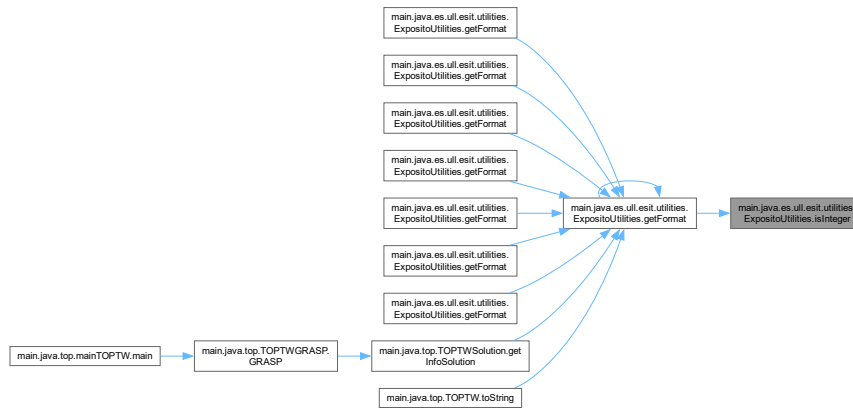 main.java.es.ull.esit.utilities.
ExpositoUtilities.getFormat
main.java.es.ull.esit.utilities.
ExpositoUtilities.getFormat
main.java.es.ull.esit.utilities.
ExpositoUtilities.getFormat
main.java.es.ull.esit.utilities.
ExpositoUtilities.getFormat
main.java.es.ull.esit.utilities.
ExpositoUtilities.getFormat
main.java.es.ull.esit.utilities.
ExpositoUtilities.getFormat
main.java.es.ull.esit.utilities.
ExpositoUtilities.getFormat
main.java.es.ull.esit.utilities.
ExpositoUtilities.getFormat
main.java.es.ull.esit.utilities.
ExpositoUtilities.isInteger
main.java.top.mainTOPTW.main
main.java.top.TOPTWGRASP.
GRASP
main.java.top.TOPTWSolution.get
InfoSolution
main.java.top.TOPTW.toString